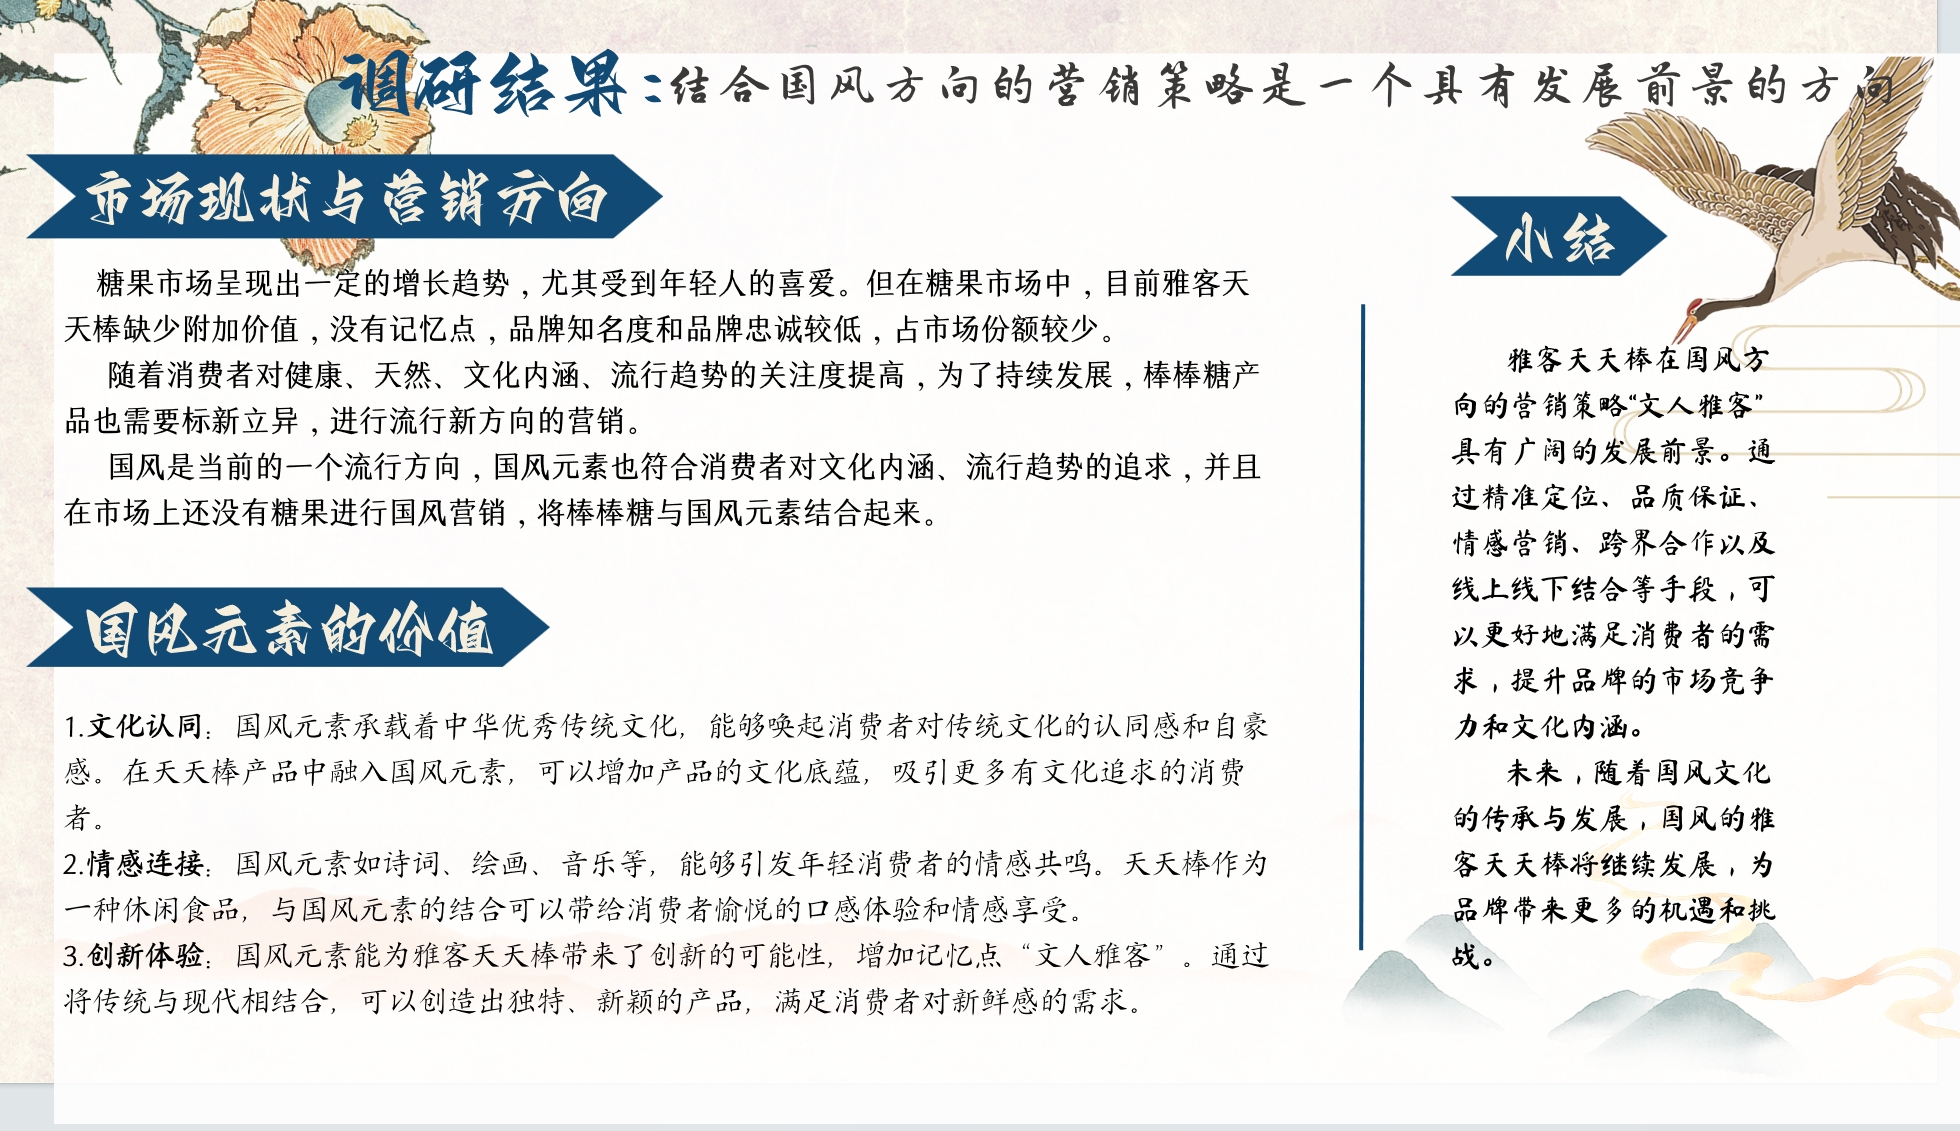 调研结果:结合国风方向的营销策略是一个具有发展前景的方向
市场现状与营销方向
糖果市场呈现出一定的增长趋势，尤其受到年轻人的喜爱。但在糖果市场中，目前雅客天
天棒缺少附加价值，没有记忆点，品牌知名度和品牌忠诚较低，占市场份额较少。
随着消费者对健康、天然、文化内涵、流行趋势的关注度提高，为了持续发展，棒棒糖产
品也需要标新立异，进行流行新方向的营销。
国风是当前的一个流行方向，国风元素也符合消费者对文化内涵、流行趋势的追求，并且
在市场上还没有糖果进行国风营销，将棒棒糖与国风元素结合起来。
国风元素的价值
1.文化认同：国风元素承载着中华优秀传统文化，能够唤起消费者对传统文化的认同感和自豪
感。在天天棒产品中融入国风元素，可以增加产品的文化底蕴，吸引更多有文化追求的消费
者。
2.情感连接：国风元素如诗词、绘画、音乐等，能够引发年轻消费者的情感共鸣。天天棒作为
一种休闲食品，与国风元素的结合可以带给消费者愉悦的口感体验和情感享受。
3.创新体验：国风元素能为雅客天天棒带来了创新的可能性，增加记忆点“文人雅客”。通过
将传统与现代相结合，可以创造出独特、新颖的产品，满足消费者对新鲜感的需求。
小结
雅客天天棒在国风方
向的营销策略“文人雅客”
具有广阔的发展前景。通
过精准定位、品质保证、
情感营销、跨界合作以及
线上线下结合等手段，可
以更好地满足消费者的需
求，提升品牌的市场竞争
力和文化内涵。
未来，随着国风文化
的传承与发展，国风的雅
客天天棒将继续发展，为
品牌带来更多的机遇和挑
战。